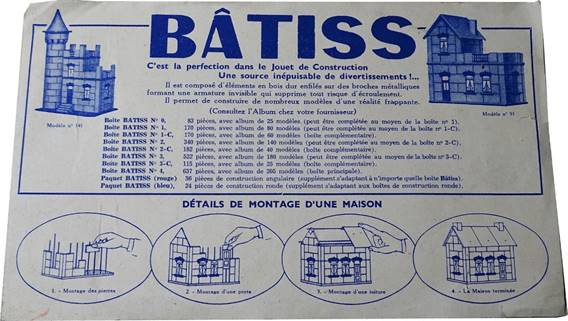 BÂTISS
C'est la perfection dans le Jouet de Construction
Une source inépuisable de divertissements !...
Il est composé d'éléments en bois dur enfilés sur des broches métalliques
formant une armature invisible qui supprime tout risque d'écroulement.
Il permet de construire de nombreux modèles d'une réalité frappante.
(Consultez l'Album chez votre fournisseur)
Modèle n° 141
Modèle n° 51
Boîte BATISS N° 0, 83 pièces, avec album de 25 modèles (peut être complétée au moyen de la boîte n° 1).
Boîte BATISS N° 1, 170 pièces, avec album de 80 modèles (peut être complétée au moyen de la boîte n° 1-C).
Boîte BATISS N° 1-C, 170 pièces, avec album de 60 modèles (boîte complémentaire).
Boîte BATISS N° 2, 340 pièces, avec album de 140 modèles (peut être complétée au moyen de la boîte n° 2-C).
Boîte BATISS N° 2-C, 182 pièces, avec album de 40 modèles (boîte complémentaire).
Boîte BATISS N° 3, 522 pièces, avec album de 180 modèles (peut être complétée au moyen de la boîte n° 3-C).
Boîte BATISS N° 3-C, 115 pièces, avec album de 25 modèles (boîte complémentaire).
Boîte BATISS N° 4, 637 pièces, avec album de 205 modèles (boîte principale).
Paquet BATISS (rouge) 36 pièces de construction angulaire (supplément s'adaptant à n'importe quelle boîte Bâtiss).
Paquet BATISS (bleu), 24 pièces de construction ronde (supplément s'adaptant aux boîtes de construction ronde).
DÉTAILS DE MONTAGE D'UNE MAISON
1. - Montage des pierres
2. - Montage d'une porte
3. - Montage d'une toiture
4. - La Maison terminée